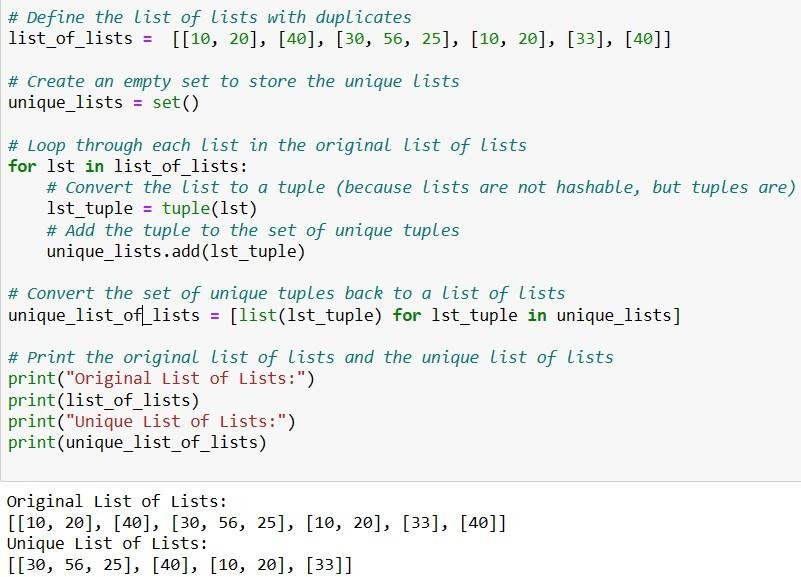 # Define the list of lists with duplicates
list_of_lists =  [[10, 20], [40], [30, 56, 25], [10, 20], [33], [40]]

# Create an empty set to store the unique lists
unique_lists = set()

# Loop through each list in the original list of lists
for lst in list_of_lists:
    # Convert the list to a tuple (because lists are not hashable, but tuples are)
    lst_tuple = tuple(lst)
    # Add the tuple to the set of unique tuples
    unique_lists.add(lst_tuple)

# Convert the set of unique tuples back to a list of lists
unique_list_of_lists = [list(lst_tuple) for lst_tuple in unique_lists]

# Print the original list of lists and the unique list of lists
print("Original List of Lists:")
print(list_of_lists)
print("Unique List of Lists:")
print(unique_list_of_lists)

Original List of Lists:
[[10, 20], [40], [30, 56, 25], [10, 20], [33], [40]]
Unique List of Lists:
[[30, 56, 25], [40], [10, 20], [33]]